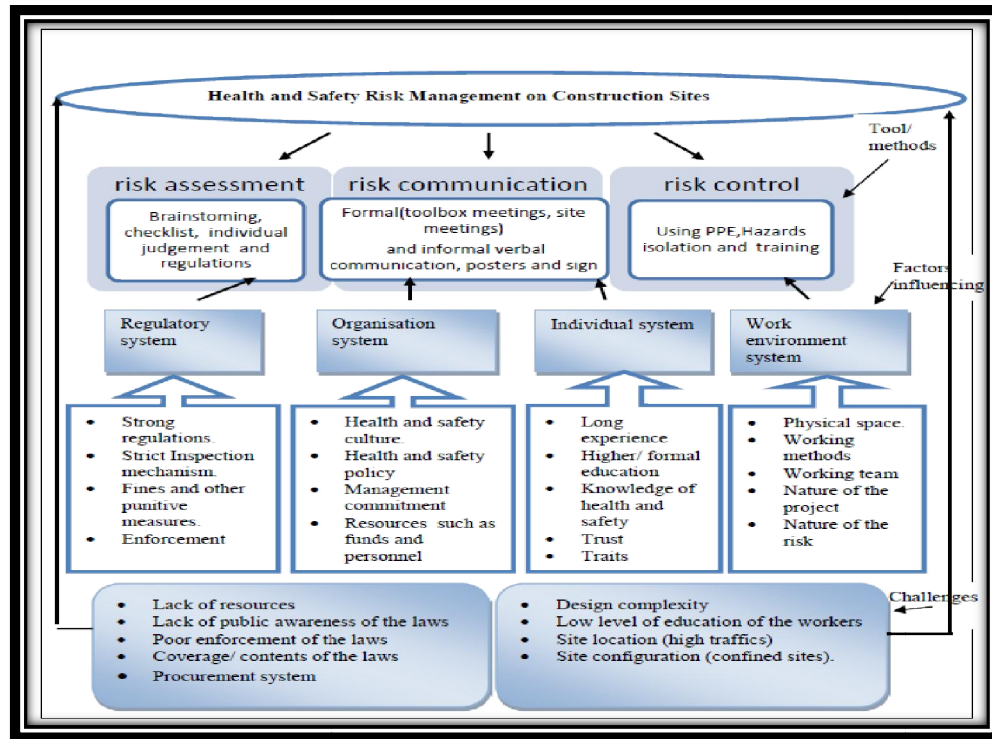 Health and Safety Risk Management on Construction Sites
Tool/
methods
risk assessment
Brainstoming,
checklist, individual
judgement and
regulations
risk communication
Formal(toolbox meetings, site
meetings)
and informal verbal
communication, posters and sign
risk control
Using PPE,Hazards
isolation and training
Factors
influencing
Regulatory
system
Organisation
system
Individual system
Work
environment
system
• Strong
regulations.
• Strict Inspection
mechanism.
• Fines and other
punitive
measures.
• Enforcement
• Health and safety
culture.
• Health and safety
policy
• Management
commitment
• Resources such as
funds and
personnel
• Long
experience
• Higher/ formal
education
• Knowledge of
health and
safety
• Trust
• Traits
• Physical space.
• Working
methods
• Working team
• Nature of the
project
• Nature of the
risk
Challenges
• Lack of resources
• Lack of public awareness of the laws
• Poor enforcement of the laws
• Coverage/ contents of the laws
• Procurement system
• Design complexity
• Low level of education of the workers
• Site location (high traffics)
• Site configuration (confined sites).